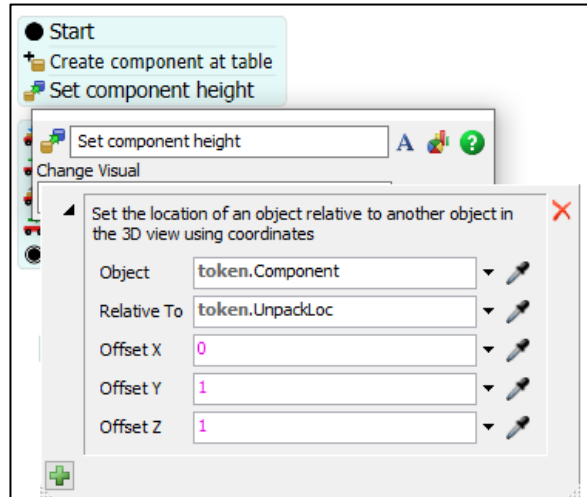 Start
Create component at table
Set component height
Set component height
A
?
Change Visual
Set the location of an object relative to another object in
the 3D view using coordinates
Object token.Component
Relative To token.UnpackLoc
Offset X 0
Offset Y 1
Offset Z 1